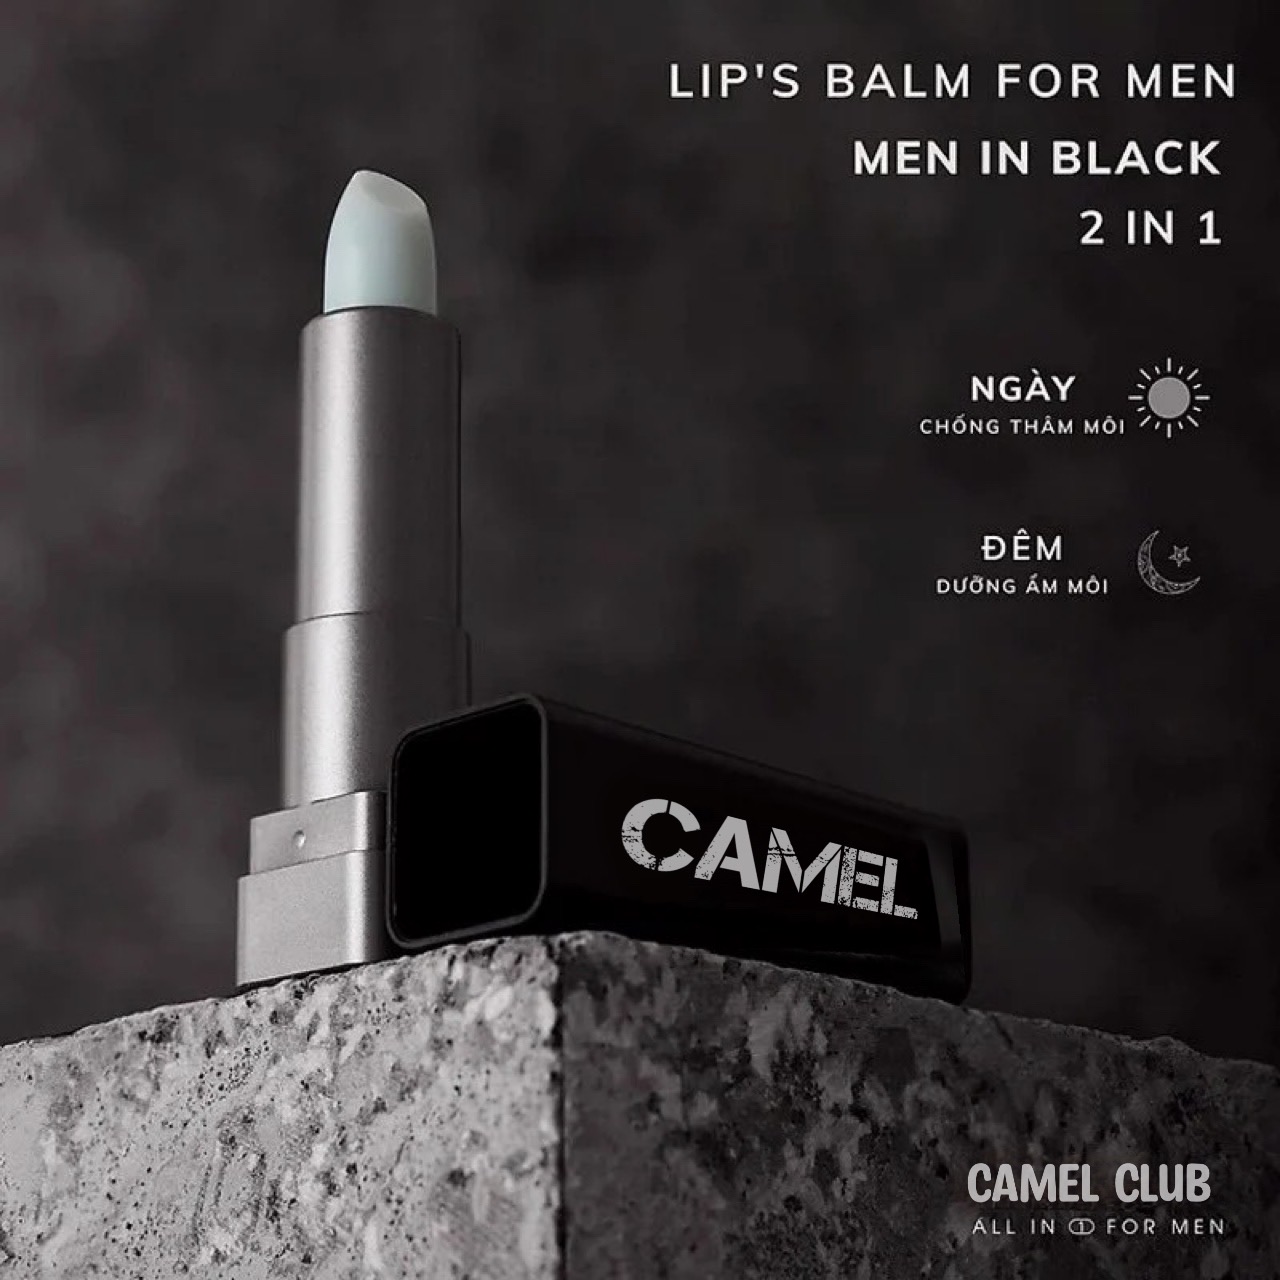 LIP'S BALM FOR MEN
MEN IN BLACK
2 IN 1
NGÀY
CHỐNG THÂM MÔI
ĐÊM
DƯỠNG ẨM MÔI
CAMEL
CAMEL CLUB
ALL IN 1 FOR MEN